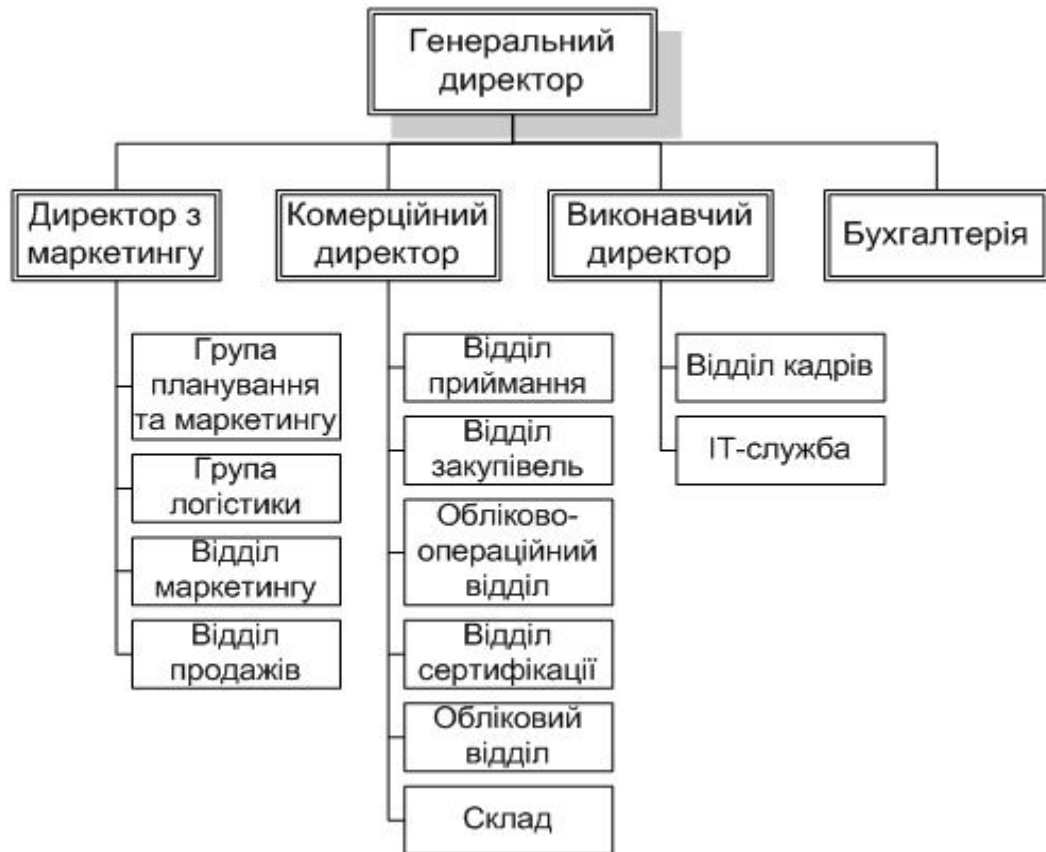 Генеральний
директор
Директор з
маркетингу
Комерційний
директор
Виконавчий
директор
Бухгалтерія
Група
планування
та маркетингу
Група
логістики
Відділ
маркетингу
Відділ
продажів
Відділ
приймання
Відділ
закупівель
Обліково-
операційний
відділ
Відділ
сертифікації
Обліковий
відділ
Склад
Відділ кадрів
ІТ-служба